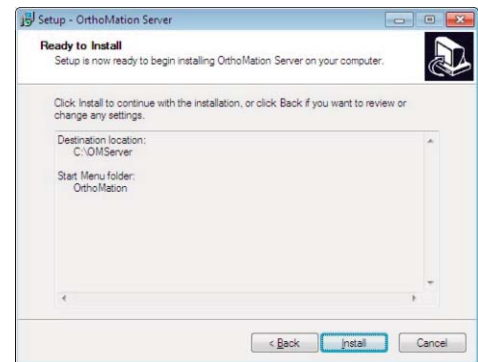 Setup - OrthoMation Server
Ready to Install
Setup is now ready to begin installing OrthoMation Server on your computer.
Click Install to continue with the installation, or click Back if you want to review or
change any settings.
Destination location:
C:\OMServer
Start Menu folder:
OrthoMation
< Back
Install
Cancel